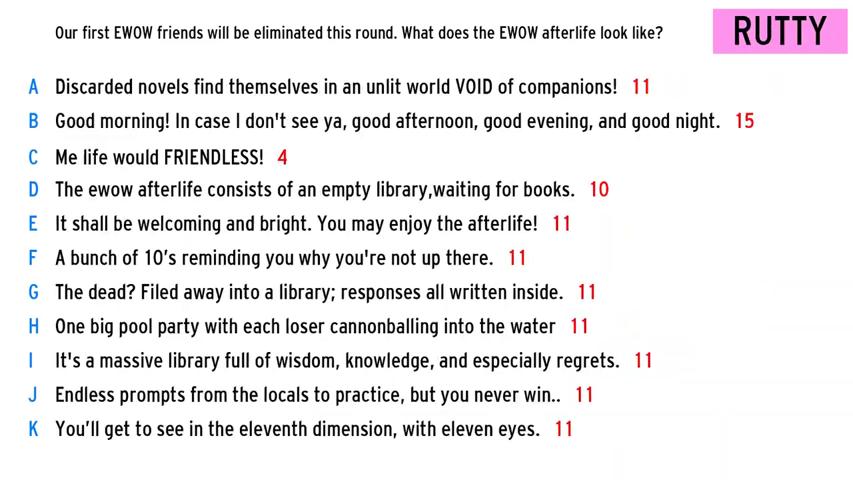 Our first EWOW friends will be eliminated this round. What does the EWOW afterlife look like?
RUTTY
A Discarded novels find themselves in an unlit world VOID of companions! 11
B Good morning! In case I don't see ya, good afternoon, good evening, and good night. 15
C Me life would FRIENDLESS! 4
D The ewow afterlife consists of an empty library,waiting for books. 10
E It shall be welcoming and bright. You may enjoy the afterlife! 11
F A bunch of 10’s reminding you why you're not up there. 11
G The dead? Filed away into a library; responses all written inside. 11
H One big pool party with each loser cannonballing into the water 11
I It's a massive library full of wisdom, knowledge, and especially regrets. 11
J Endless prompts from the locals to practice, but you never win.. 11
K You’ll get to see in the eleventh dimension, with eleven eyes. 11